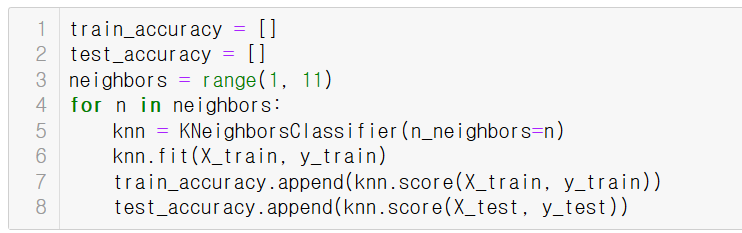 1 train_accuracy = []
2 test_accuracy = []
3 neighbors = range(1, 11)
4 for n in neighbors:
5     knn = KNeighborsClassifier(n_neighbors=n)
6     knn.fit(X_train, y_train)
7     train_accuracy.append(knn.score(X_train, y_train))
8     test_accuracy.append(knn.score(X_test, y_test))